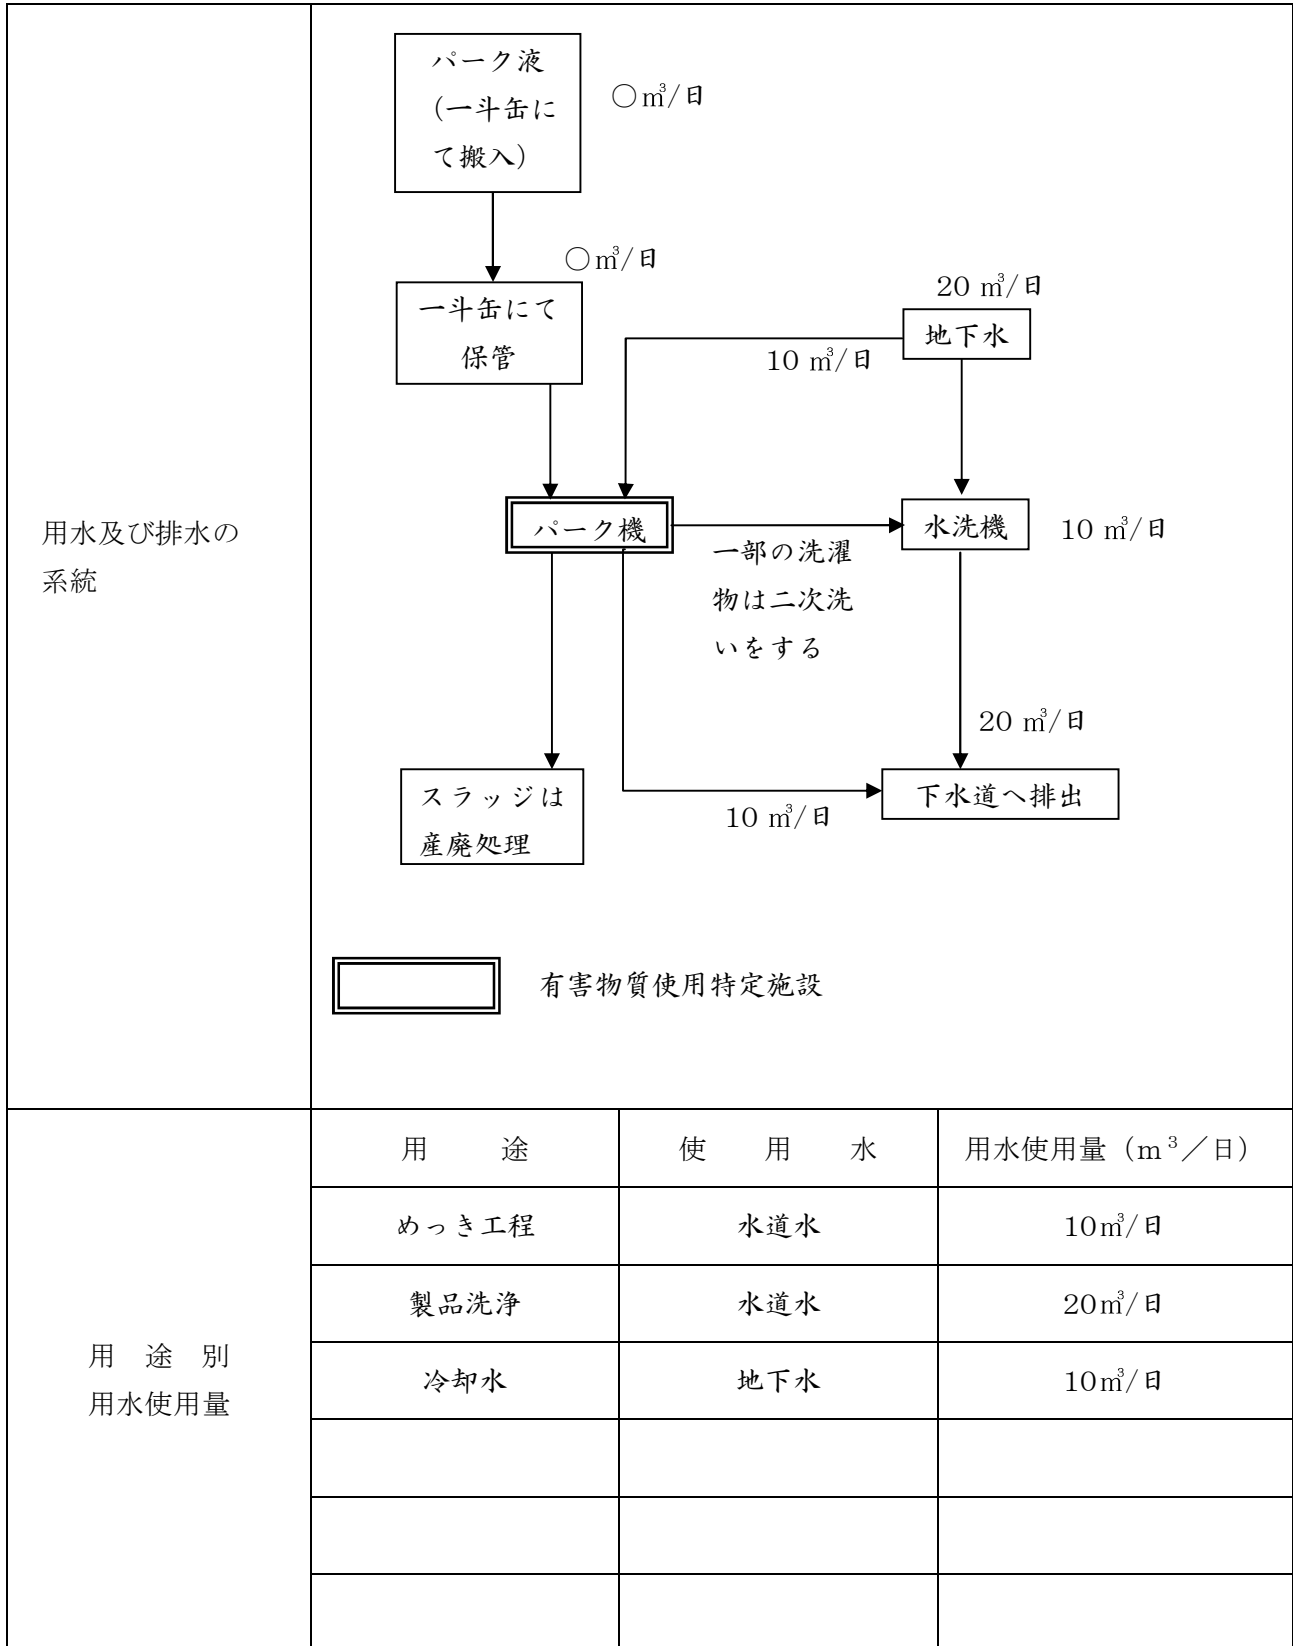 パーク液
（一斗缶に
て搬入）
○㎥/日
○㎥/日
一斗缶にて
保管
20 ㎥/日
地下水
10 ㎥/日
用水及び排水の
系統
パーク機
水洗機
10 ㎥/日
一部の洗濯
物は二次洗
いをする
20 ㎥/日
スラッジは
産廃処理
下水道へ排出
10 ㎥/日
有害物質使用特定施設
用　途　別
用水使用量
用　　途
使　用　水
用水使用量（ｍ³／日）
めっき工程
水道水
10㎥/日
製品洗浄
水道水
20㎥/日
冷却水
地下水
10㎥/日